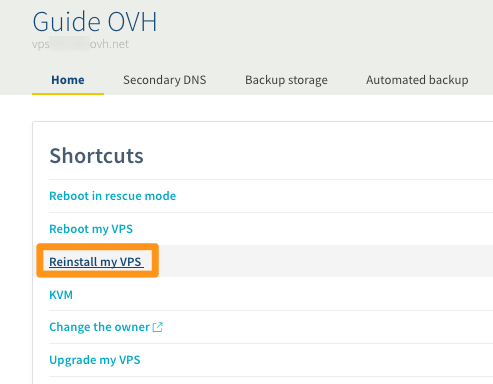 Guide OVH
vps ovh.net
Home Secondary DNS Backup storage Automated backup
Shortcuts
Reboot in rescue mode
Reboot my VPS
Reinstall my VPS
KVM
Change the owner
Upgrade my VPS